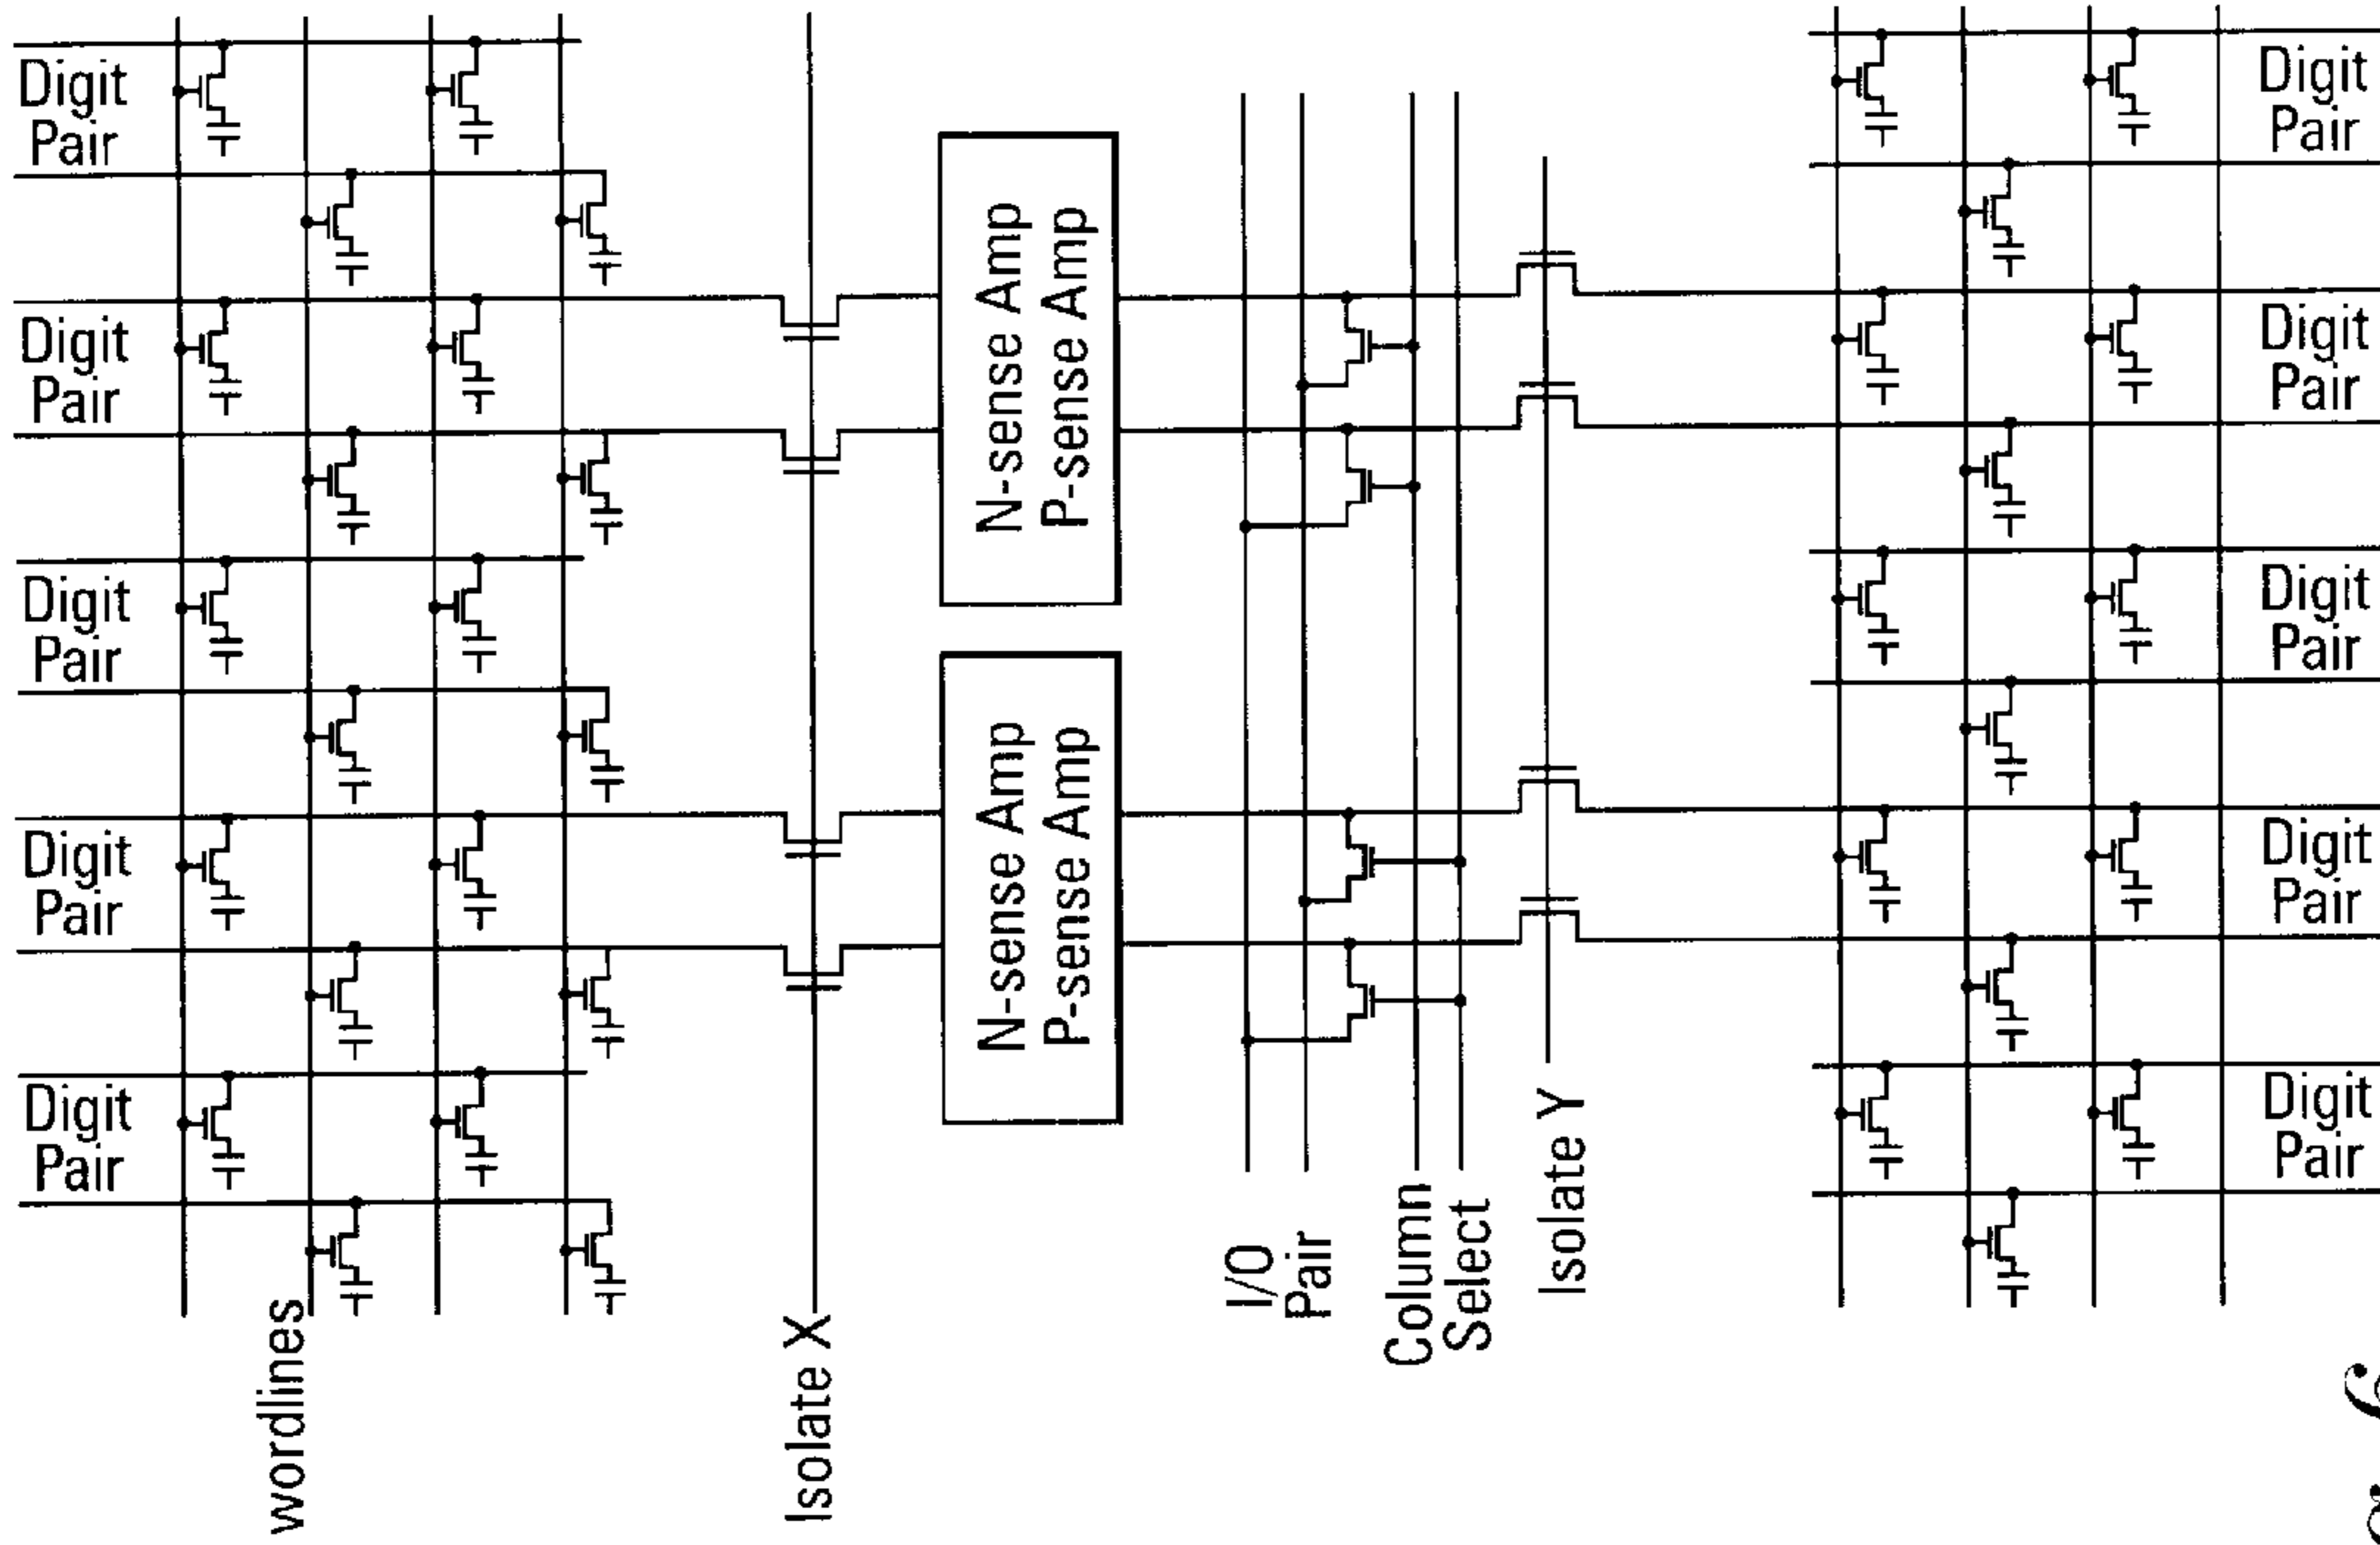 Digit
Pair
Digit
Pair
Digit
Pair
Digit
Pair
Digit
Pair
wordlines
Isolate X
N-sense Amp
P-sense Amp
N-sense Amp
P-sense Amp
I/O
Pair
Column
Select
Isolate Y
Digit
Pair
Digit
Pair
Digit
Pair
Digit
Pair
Digit
Pair